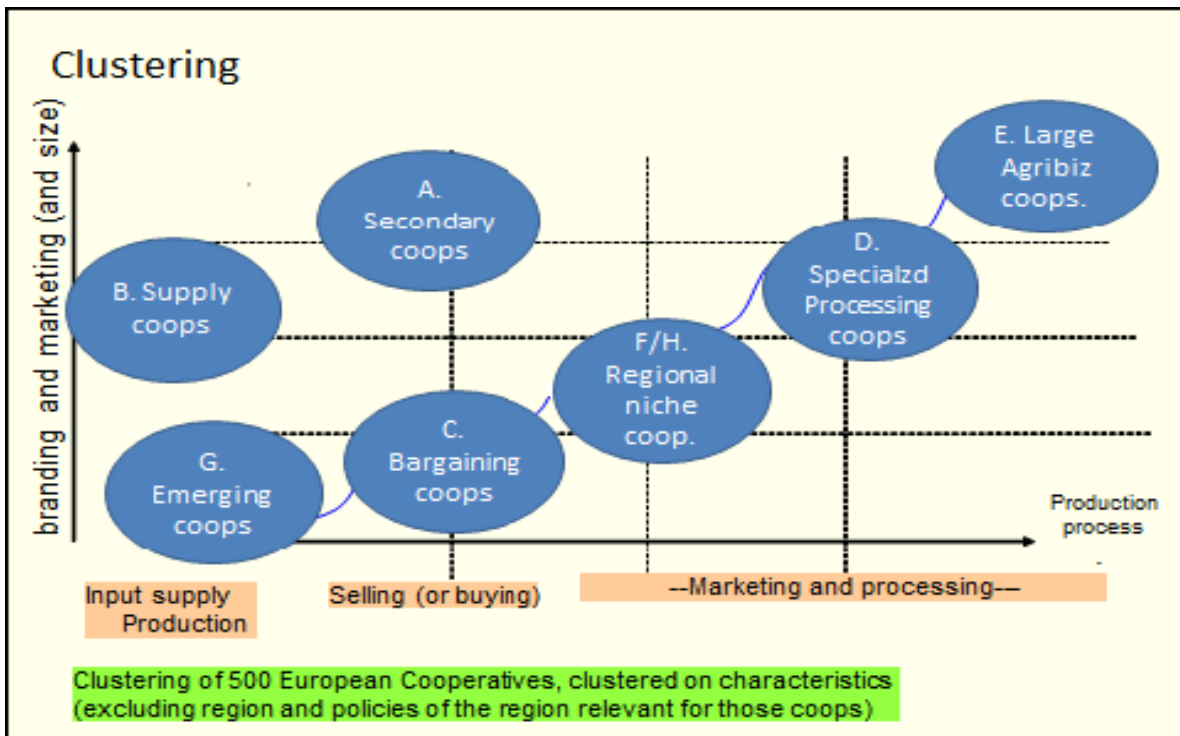 Clustering
branding and marketing (and size)
E. Large
Agribiz
coops.
A.
Secondary
coops
D.
Specialzd
Processing
coops
B. Supply
coops
F/H.
Regional
niche
coop.
C.
Bargaining
coops
G.
Emerging
coops
Production
process
Input supply
Production
Selling (or buying)
--Marketing and processing---
Clustering of 500 European Cooperatives, clustered on characteristics
(excluding region and policies of the region relevant for those coops)